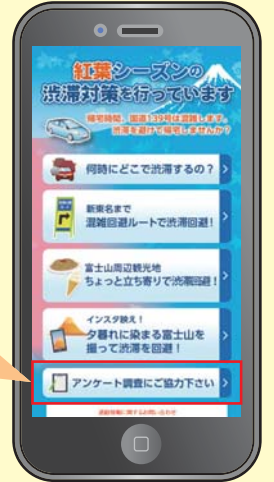 紅葉シーズンの
渋滞対策を行っています
帰宅時間、国道139号は混雑します。
渋滞を避けて帰宅しませんか？
何時にどこで渋滞するの？
新東名まで
混雑回避ルートで渋滞回避！
富士山周辺観光地
ちょっと立ち寄りで渋滞回避！
インスタ映え！
夕暮れに染まる富士山を
撮って渋滞を回避！
アンケート調査にご協力下さい